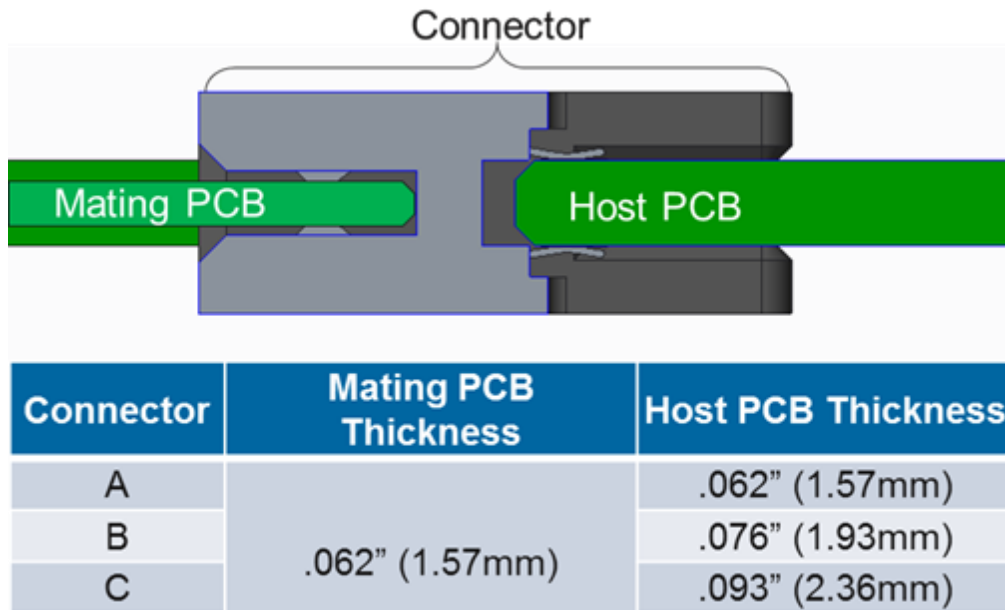 Connector
Mating PCB
Host PCB
Connector
Mating PCB
Thickness
Host PCB Thickness
A
.062” (1.57mm)
B
.076” (1.93mm)
.062” (1.57mm)
C
.093” (2.36mm)